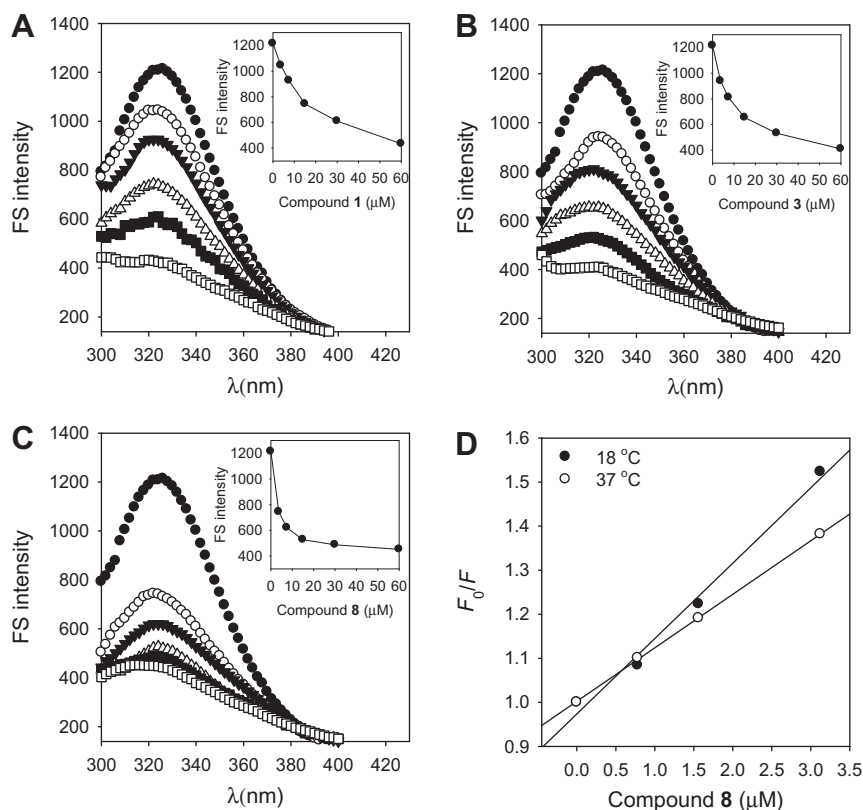 A
1400
1200
1000
800
600
400
200
300 320 340 360 380 400 420
FS intensity
λ(nm)
1200
1000
800
600
400
0 10 20 30 40 50 60
FS intensity
Compound 1 (μM)
B
1400
1200
1000
800
600
400
200
300 320 340 360 380 400 420
FS intensity
λ(nm)
1200
1000
800
600
400
0 10 20 30 40 50 60
FS intensity
Compound 3 (μM)
C
1400
1200
1000
800
600
400
200
300 320 340 360 380 400 420
FS intensity
λ(nm)
1200
1000
800
600
400
0 10 20 30 40 50 60
FS intensity
Compound 8 (μM)
D
1.6
1.5
1.4
1.3
1.2
1.1
1.0
0.9
0.0 0.5 1.0 1.5 2.0 2.5 3.0 3.5
F0/F
Compound 8 (μM)
18 °C
37 °C